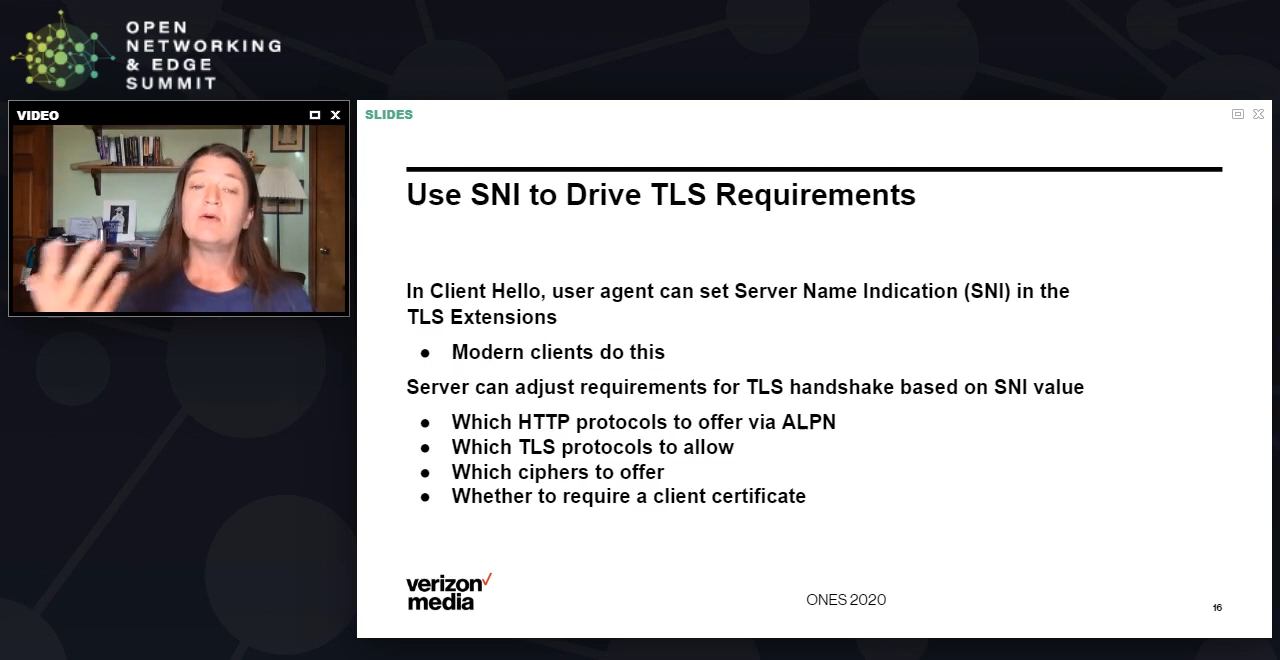 OPEN
NETWORKING
& EDGE
SUMMIT
VIDEO
SLIDES
Use SNI to Drive TLS Requirements
In Client Hello, user agent can set Server Name Indication (SNI) in the
TLS Extensions
● Modern clients do this
Server can adjust requirements for TLS handshake based on SNI value
● Which HTTP protocols to offer via ALPN
● Which TLS protocols to allow
● Which ciphers to offer
● Whether to require a client certificate
verizon✓
media
ONES 2020
16